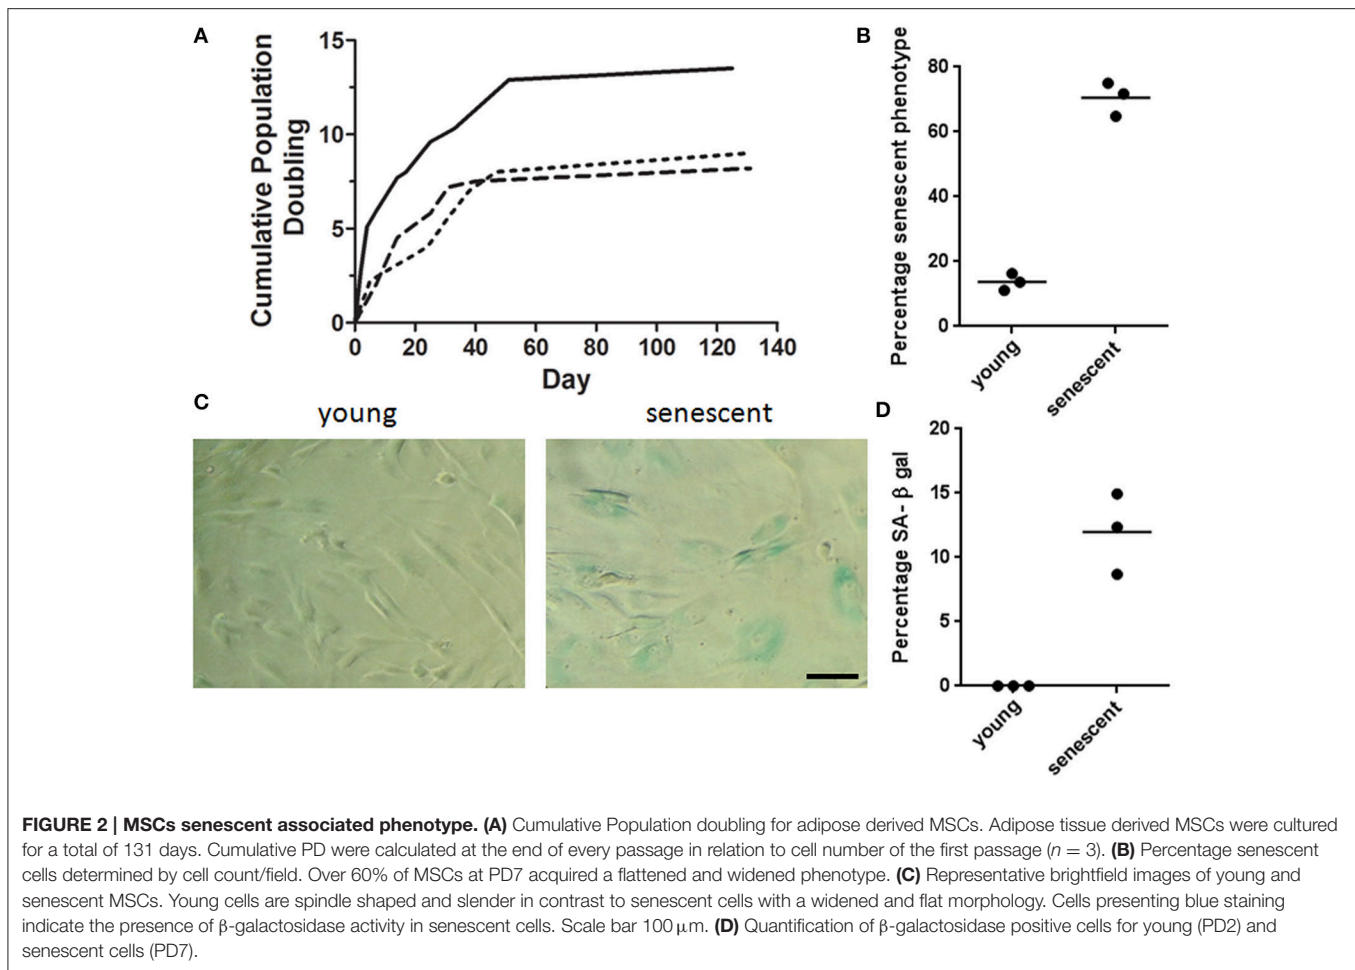 A
Cumulative Population
Doubling
15
10
5
0
0 20 40 60 80 100 120 140
Day
B
Percentage senescent phenotype
80
60
40
20
0
young
senescent
C
young
senescent
D
Percentage SA- β gal
20
15
10
5
0
young
senescent
FIGURE 2 | MSCs senescent associated phenotype. (A) Cumulative Population doubling for adipose derived MSCs. Adipose tissue derived MSCs were cultured
for a total of 131 days. Cumulative PD were calculated at the end of every passage in relation to cell number of the first passage (n = 3). (B) Percentage senescent
cells determined by cell count/field. Over 60% of MSCs at PD7 acquired a flattened and widened phenotype. (C) Representative brightfield images of young and
senescent MSCs. Young cells are spindle shaped and slender in contrast to senescent cells with a widened and flat morphology. Cells presenting blue staining
indicate the presence of β-galactosidase activity in senescent cells. Scale bar 100 μm. (D) Quantification of β-galactosidase positive cells for young (PD2) and
senescent cells (PD7).